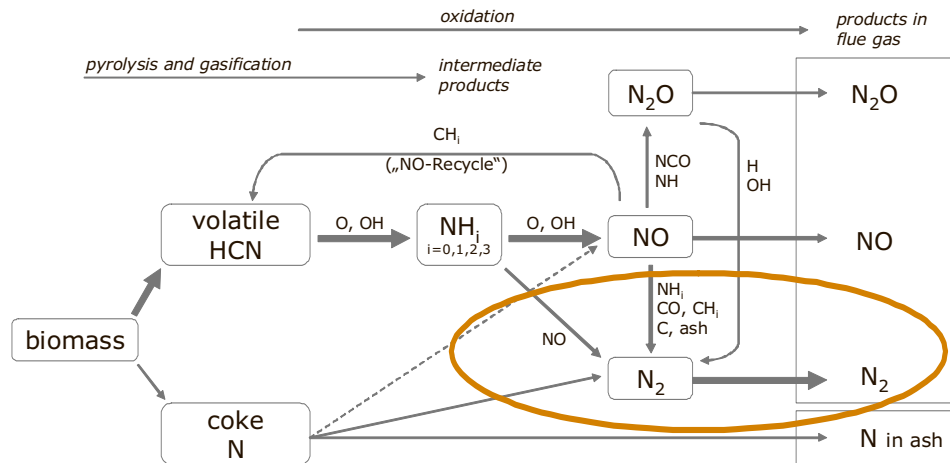 oxidation
products in
flue gas
pyrolysis and gasification
intermediate
products
N₂O
N₂O
CHᵢ
(„NO-Recycle“)
NCO
NH
H
OH
volatile
HCN
O, OH
NHᵢ
i=0,1,2,3
O, OH
NO
NO
NHᵢ
CO, CHᵢ
C, ash
biomass
NO
N₂
N₂
coke
N
N in ash